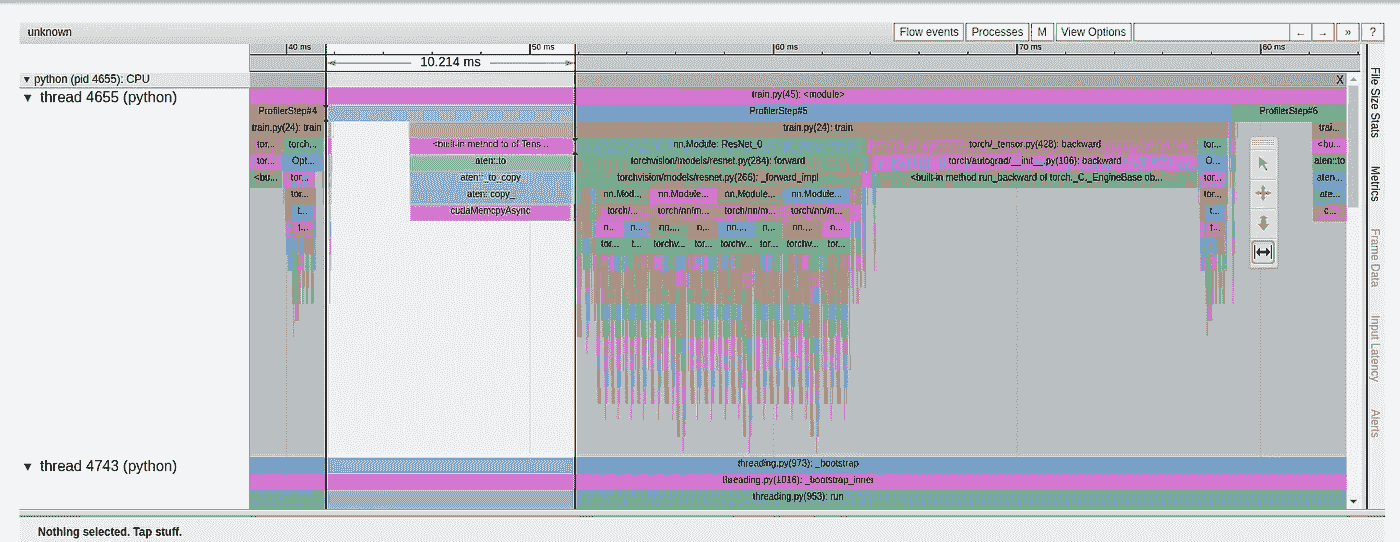 unknown Flow events Processes M View Options ← → » ?
40 ms 50 ms 60 ms 70 ms
10.214 ms
python (pid 4655): CPU X
thread 4655 (python) train.py(45): <module>
ProfilerStep#4 ProfilerStep#5 ProfilerStep#6
train.py(24): train train.py(24): train trai...
tor... torch... <built-in method to of Tens... nn.Module: ResNet_0 torch/_tensor.py(428): backward tor... <bu...
tor... Opt... aten::to torchvision/models/resnet.py(284): forward torch/autograd/__init__.py(106): backward O... aten::to
<bu... tor... aten::_to_copy torchvision/models/resnet.py(266): _forward_impl <built-in method run_backward of torch._C._EngineBase ob... tor... aten...
tor... aten::copy_ nn.Mod... nn.Module... nn.Module... nn.Module... tor... ate...
t... cudaMemcpyAsync torch/... torch/nn/m... torch/nn/m... torch/nn/m... t... c...
t... n... n... nn.... n... nn.... n... nn.... n... t...
tor... t... torchv... tor... torchv... tor... torchv... tor...
thread 4743 (python) threading.py(973): _bootstrap
threading.py(1016): _bootstrap_inner
threading.py(953): run
Nothing selected. Tap stuff.
File Size Stats
Metrics
Frame Data
Input Latency
Alerts